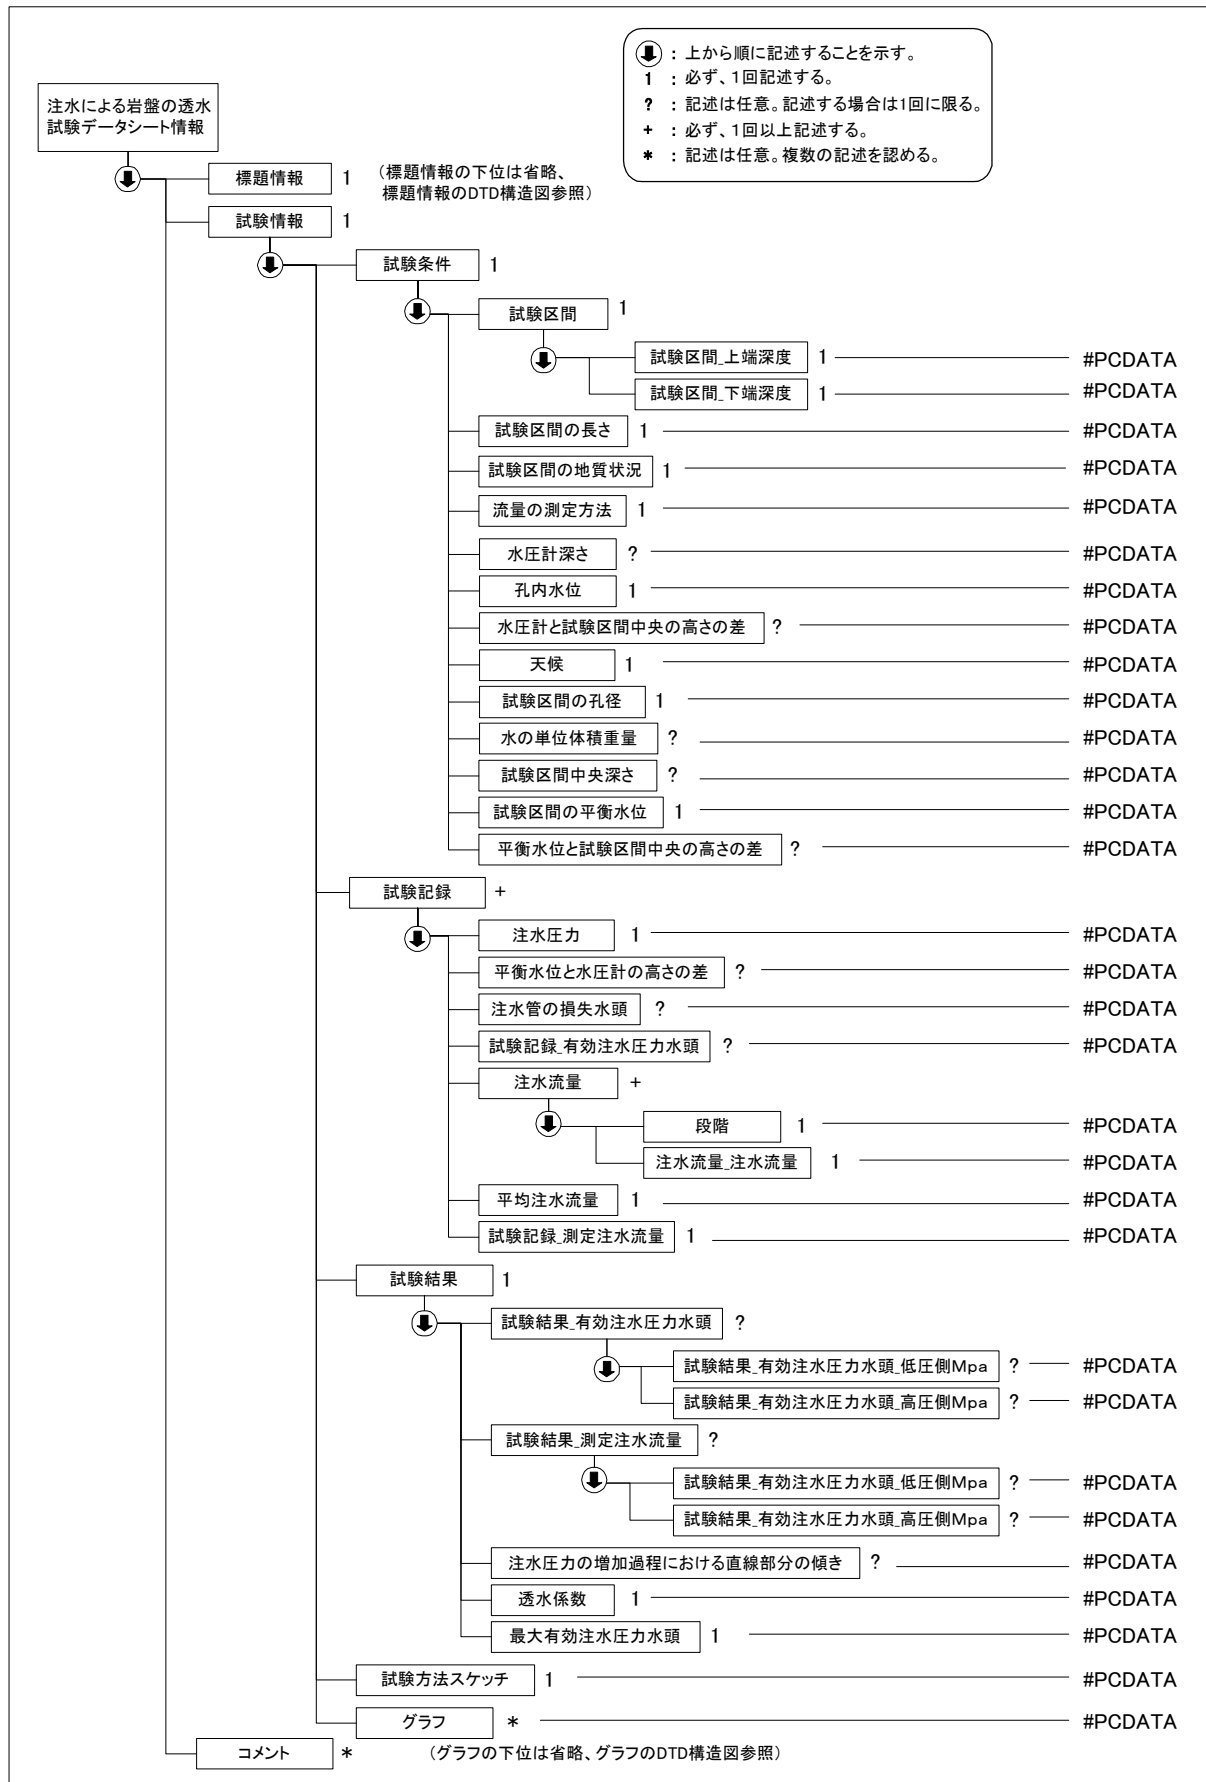 : 上から順に記述することを示す。
1 : 必ず、1回記述する。
? : 記述は任意。記述する場合は1回に限る。
+ : 必ず、1回以上記述する。
* : 記述は任意。複数の記述を認める。
注水による岩盤の透水
試験データシート情報
標題情報 1 (標題情報の下位は省略、
標題情報のDTD構造図参照)
試験情報 1
試験条件 1
試験区間 1
試験区間_上端深度 1 #PCDATA
試験区間_下端深度 1 #PCDATA
試験区間の長さ 1 #PCDATA
試験区間の地質状況 1 #PCDATA
流量の測定方法 1 #PCDATA
水圧計深さ ? #PCDATA
孔内水位 1 #PCDATA
水圧計と試験区間中央の高さの差 ? #PCDATA
天候 1 #PCDATA
試験区間の孔径 1 #PCDATA
水の単位体積重量 ? #PCDATA
試験区間中央深さ ? #PCDATA
試験区間の平衡水位 1 #PCDATA
平衡水位と試験区間中央の高さの差 ? #PCDATA
試験記録 +
注水圧力 1 #PCDATA
平衡水位と水圧計の高さの差 ? #PCDATA
注水管の損失水頭 ? #PCDATA
試験記録_有効注水圧力水頭 ? #PCDATA
注水流量 +
段階 1 #PCDATA
注水流量_注水流量 1 #PCDATA
平均注水流量 1 #PCDATA
試験記録_測定注水流量 1 #PCDATA
試験結果 1
試験結果_有効注水圧力水頭 ?
試験結果_有効注水圧力水頭_低圧側Mpa ? #PCDATA
試験結果_有効注水圧力水頭_高圧側Mpa ? #PCDATA
試験結果_測定注水流量 ?
試験結果_有効注水圧力水頭_低圧側Mpa ? #PCDATA
試験結果_有効注水圧力水頭_高圧側Mpa ? #PCDATA
注水圧力の増加過程における直線部分の傾き ? #PCDATA
透水係数 1 #PCDATA
最大有効注水圧力水頭 1 #PCDATA
試験方法スケッチ 1 #PCDATA
グラフ * #PCDATA
コメント * (グラフの下位は省略、グラフのDTD構造図参照)